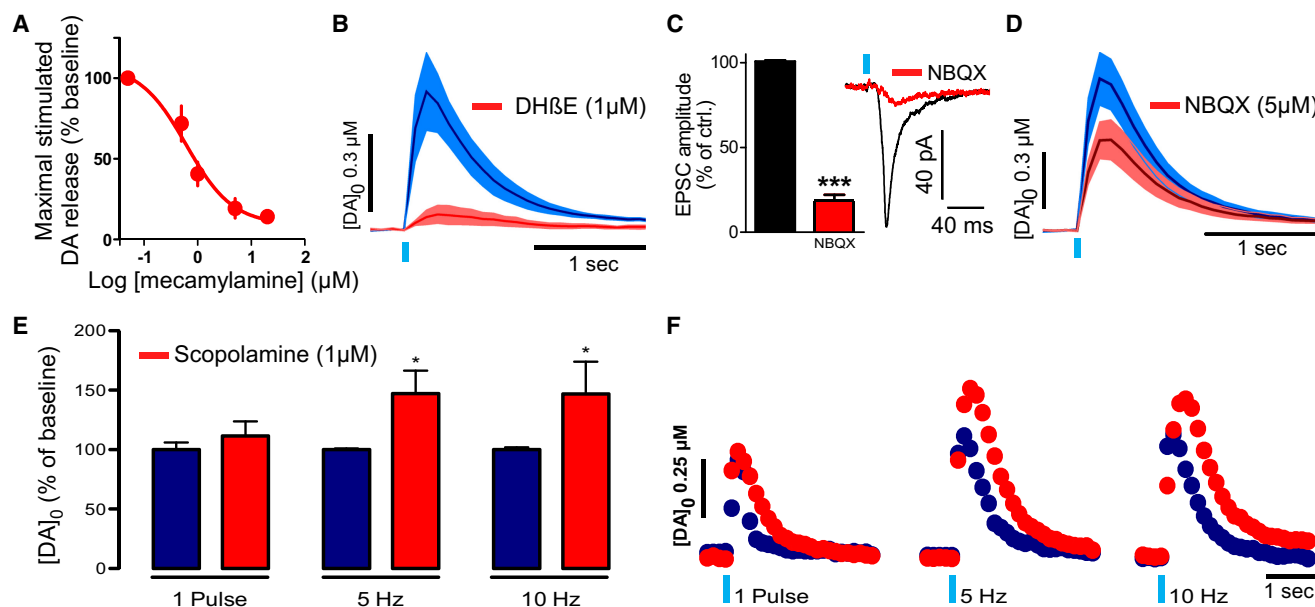 A
Maximal stimulated
DA release (% baseline)
100
50
0
-1
0
1
2
Log [mecamylamine] (µM)
B
DHßE (1µM)
[DA]0 0.3 µM
1 sec
C
EPSC amplitude
(% of ctrl.)
100
50
0
***
NBQX
NBQX
40 pA
40 ms
D
NBQX (5µM)
[DA]0 0.3 µM
1 sec
E
[DA]0 (% of baseline)
200
150
100
50
0
Scopolamine (1µM)
*
*
1 Pulse
5 Hz
10 Hz
F
[DA]0 0.25 µM
1 Pulse
5 Hz
10 Hz
1 sec